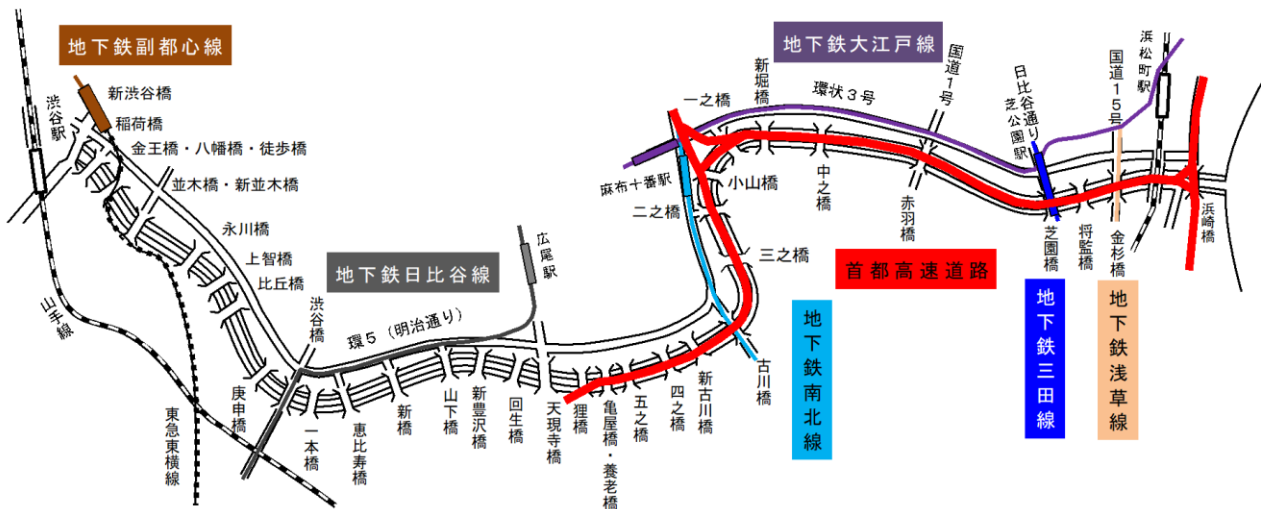 地下鉄副都心線
新渋谷橋
渋谷駅
稲荷橋
金王橋・八幡橋・徒歩橋
並木橋・新並木橋
永川橋
上智橋
比丘橋
山手線
東急東横線
庚申橋
渋谷橋
一本橋
恵比寿橋
地下鉄日比谷線
環5（明治通り）
広尾駅
新橋
山下橋
新豊沢橋
回生橋
天現寺橋
狸橋
亀屋橋・養老橋
五之橋
四之橋
新古川橋
古川橋
三之橋
二之橋
小山橋
麻布十番駅
一之橋
新堀橋
地下鉄大江戸線
環状３号
中之橋
国道１号
赤羽橋
首都高速道路
地下鉄南北線
日比谷通り
芝公園駅
芝園橋
将監橋
国道１５号
金杉橋
浜松町駅
浜崎橋
地下鉄三田線
地下鉄浅草線